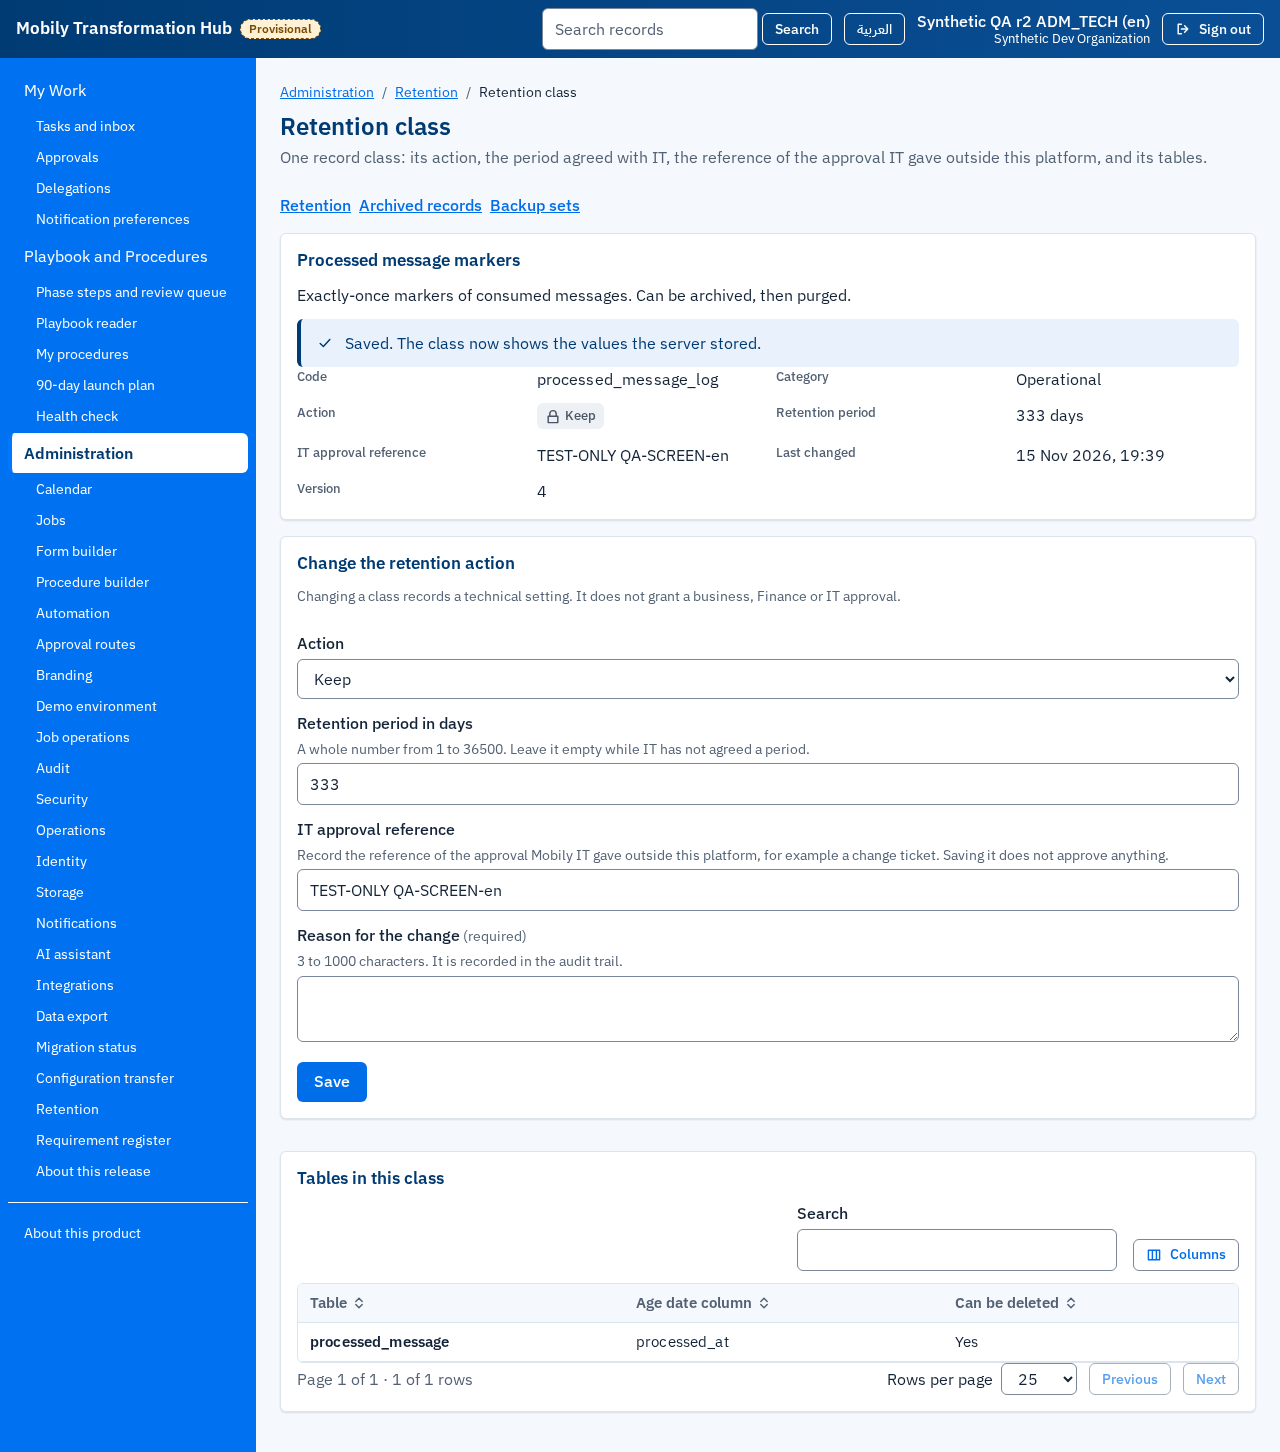 Mobily Transformation Hub Provisional Search records Search العربية Synthetic QA r2 ADM_TECH (en) Sign out
Synthetic Dev Organization
My Work
Tasks and inbox
Approvals
Delegations
Notification preferences
Playbook and Procedures
Phase steps and review queue
Playbook reader
My procedures
90-day launch plan
Health check
Administration
Calendar
Jobs
Form builder
Procedure builder
Automation
Approval routes
Branding
Demo environment
Job operations
Audit
Security
Operations
Identity
Storage
Notifications
AI assistant
Integrations
Data export
Migration status
Configuration transfer
Retention
Requirement register
About this release
About this product
Administration / Retention / Retention class
Retention class
One record class: its action, the period agreed with IT, the reference of the approval IT gave outside this platform, and its tables.
Retention Archived records Backup sets
Processed message markers
Exactly-once markers of consumed messages. Can be archived, then purged.
Saved. The class now shows the values the server stored.
Code processed_message_log Category Operational
Action Keep Retention period 333 days
IT approval reference TEST-ONLY QA-SCREEN-en Last changed 15 Nov 2026, 19:39
Version 4
Change the retention action
Changing a class records a technical setting. It does not grant a business, Finance or IT approval.
Action
Keep
Retention period in days
A whole number from 1 to 36500. Leave it empty while IT has not agreed a period.
333
IT approval reference
Record the reference of the approval Mobily IT gave outside this platform, for example a change ticket. Saving it does not approve anything.
TEST-ONLY QA-SCREEN-en
Reason for the change (required)
3 to 1000 characters. It is recorded in the audit trail.
Save
Tables in this class
Search
Columns
Table Age date column Can be deleted
processed_message processed_at Yes
Page 1 of 1 · 1 of 1 rows Rows per page 25 Previous Next